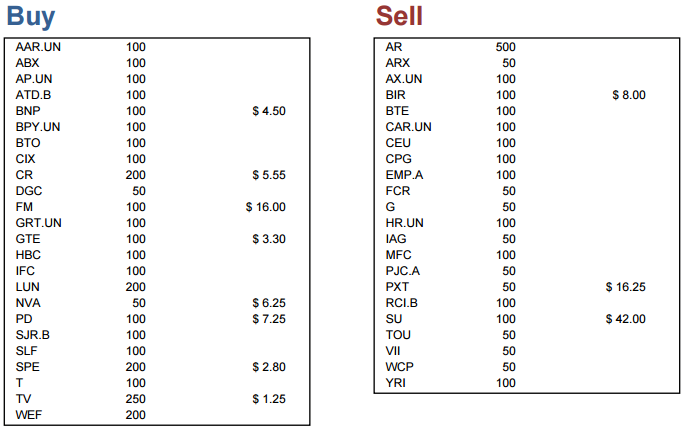 Buy
AAR.UN 100
ABX 100
AP.UN 100
ATD.B 100
BNP 100 $ 4.50
BPY.UN 100
BTO 100
CIX 100
CR 200 $ 5.55
DGC 50
FM 100 $ 16.00
GRT.UN 100
GTE 100 $ 3.30
HBC 100
IFC 100
LUN 200
NVA 50 $ 6.25
PD 100 $ 7.25
SJR.B 100
SLF 100
SPE 200 $ 2.80
T 100
TV 250 $ 1.25
WEF 200
Sell
AR 500
ARX 50
AX.UN 100
BIR 100 $ 8.00
BTE 100
CAR.UN 100
CEU 100
CPG 100
EMP.A 100
FCR 50
G 50
HR.UN 100
IAG 50
MFC 100
PJC.A 50
PXT 50 $ 16.25
RCI.B 100
SU 100 $ 42.00
TOU 50
VII 50
WCP 50
YRI 100